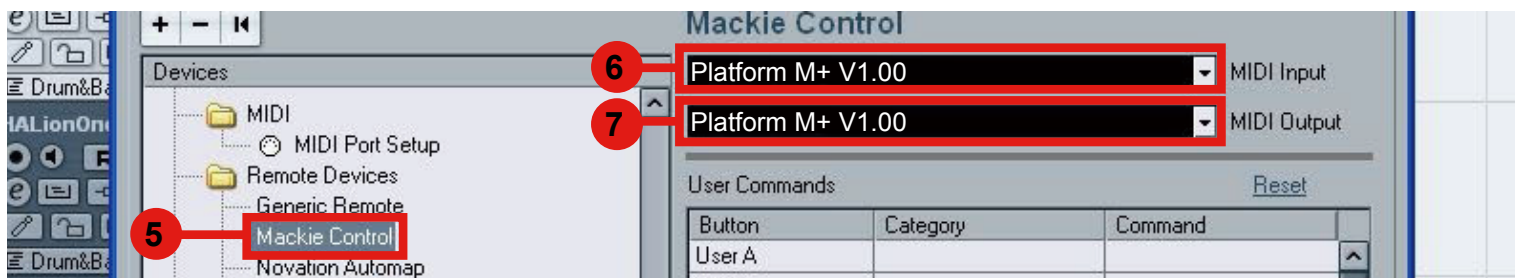 Mackie Control
+ - I◀
Devices
6
Platform M+ V1.00
MIDI Input
Drum&Ba
MIDI
7
Platform M+ V1.00
MIDI Output
HALionOne
MIDI Port Setup
Remote Devices
User Commands
Reset
Generic Remote
5
Mackie Control
Button Category Command
Drum&Ba
Novation Automap
User A